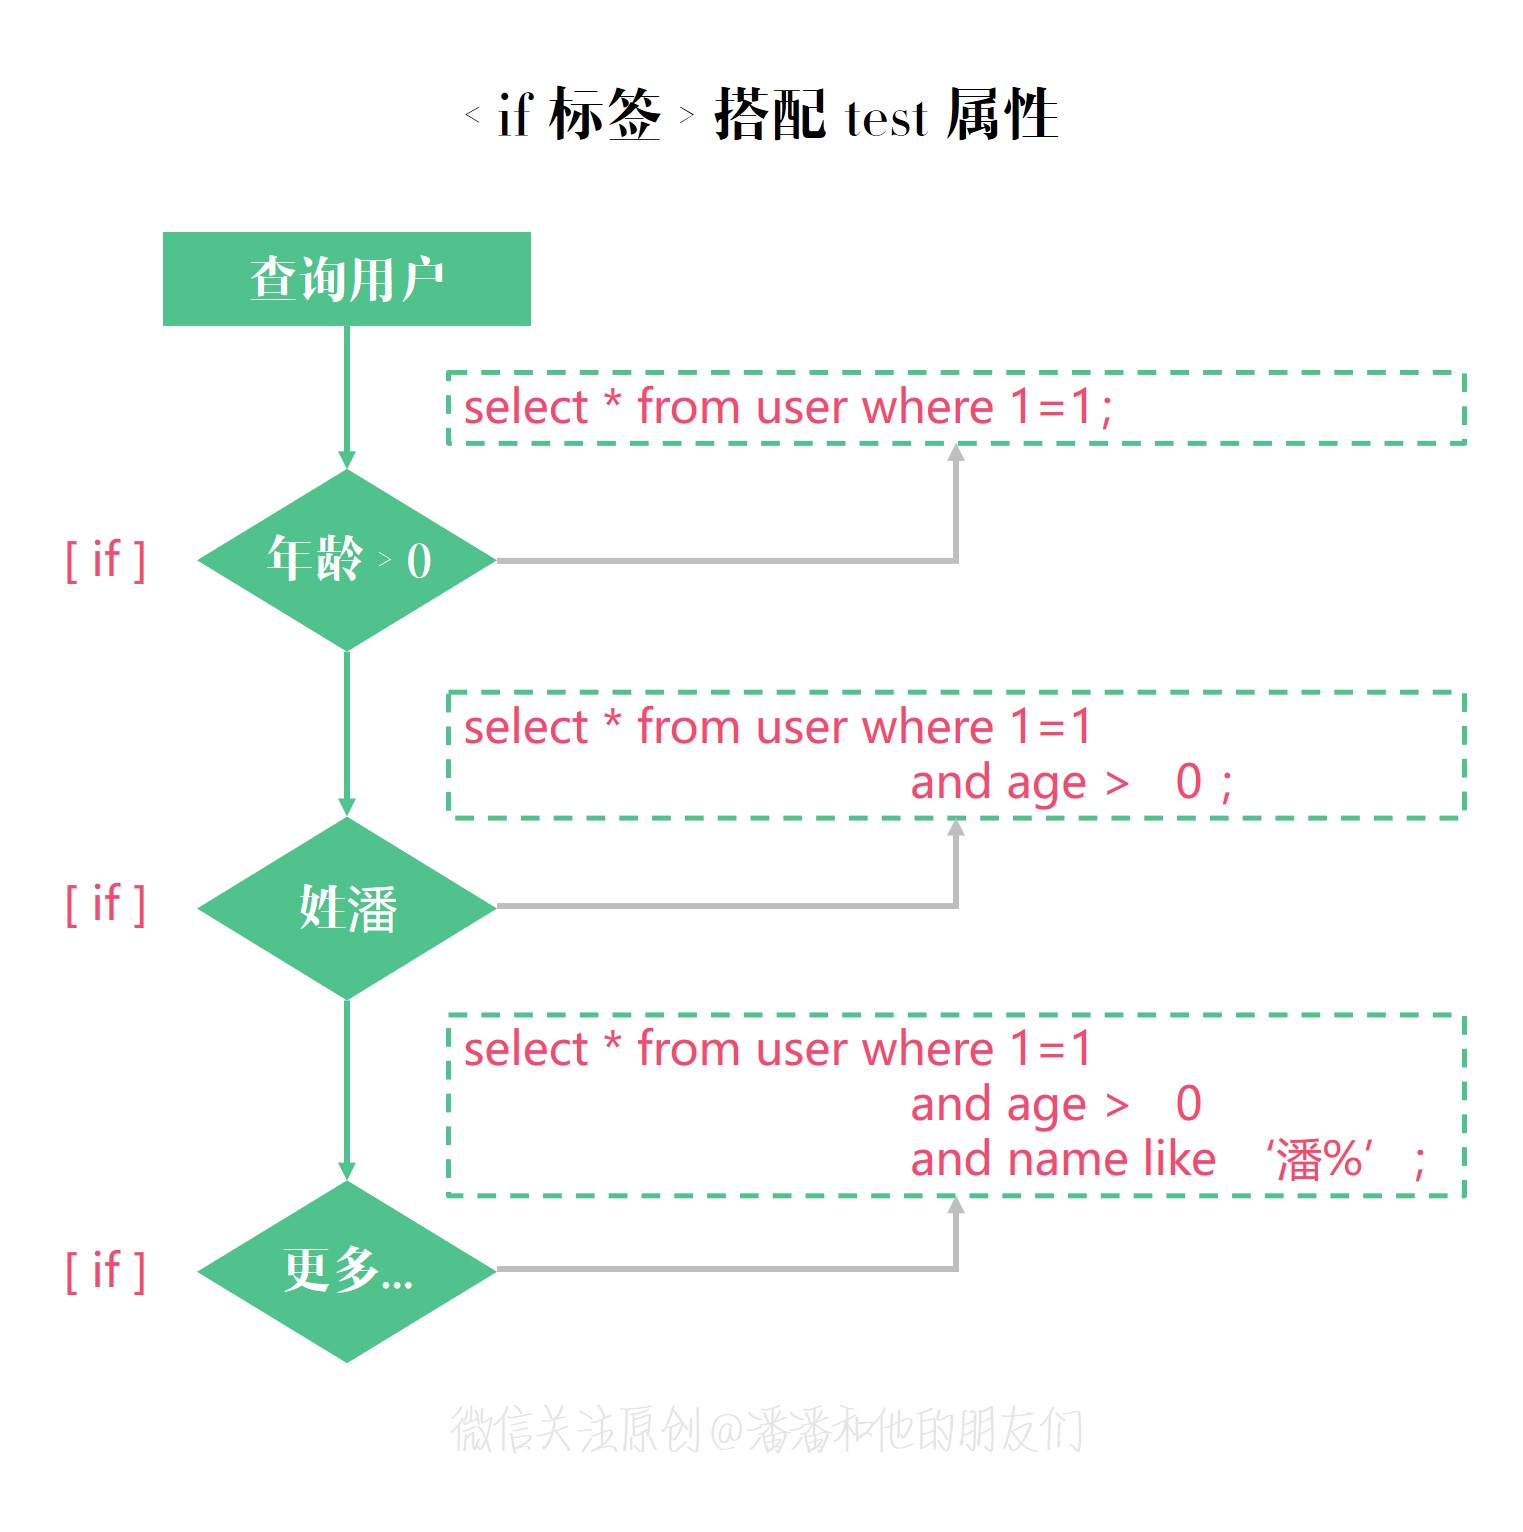 < if 标签 > 搭配 test 属性
查询用户
select * from user where 1=1;
[ if ]
年龄 > 0
select * from user where 1=1
and age > 0 ;
[ if ]
姓潘
select * from user where 1=1
and age > 0
and name like ‘潘%’ ;
[ if ]
更多...
微信关注原创@潘潘和他的朋友们